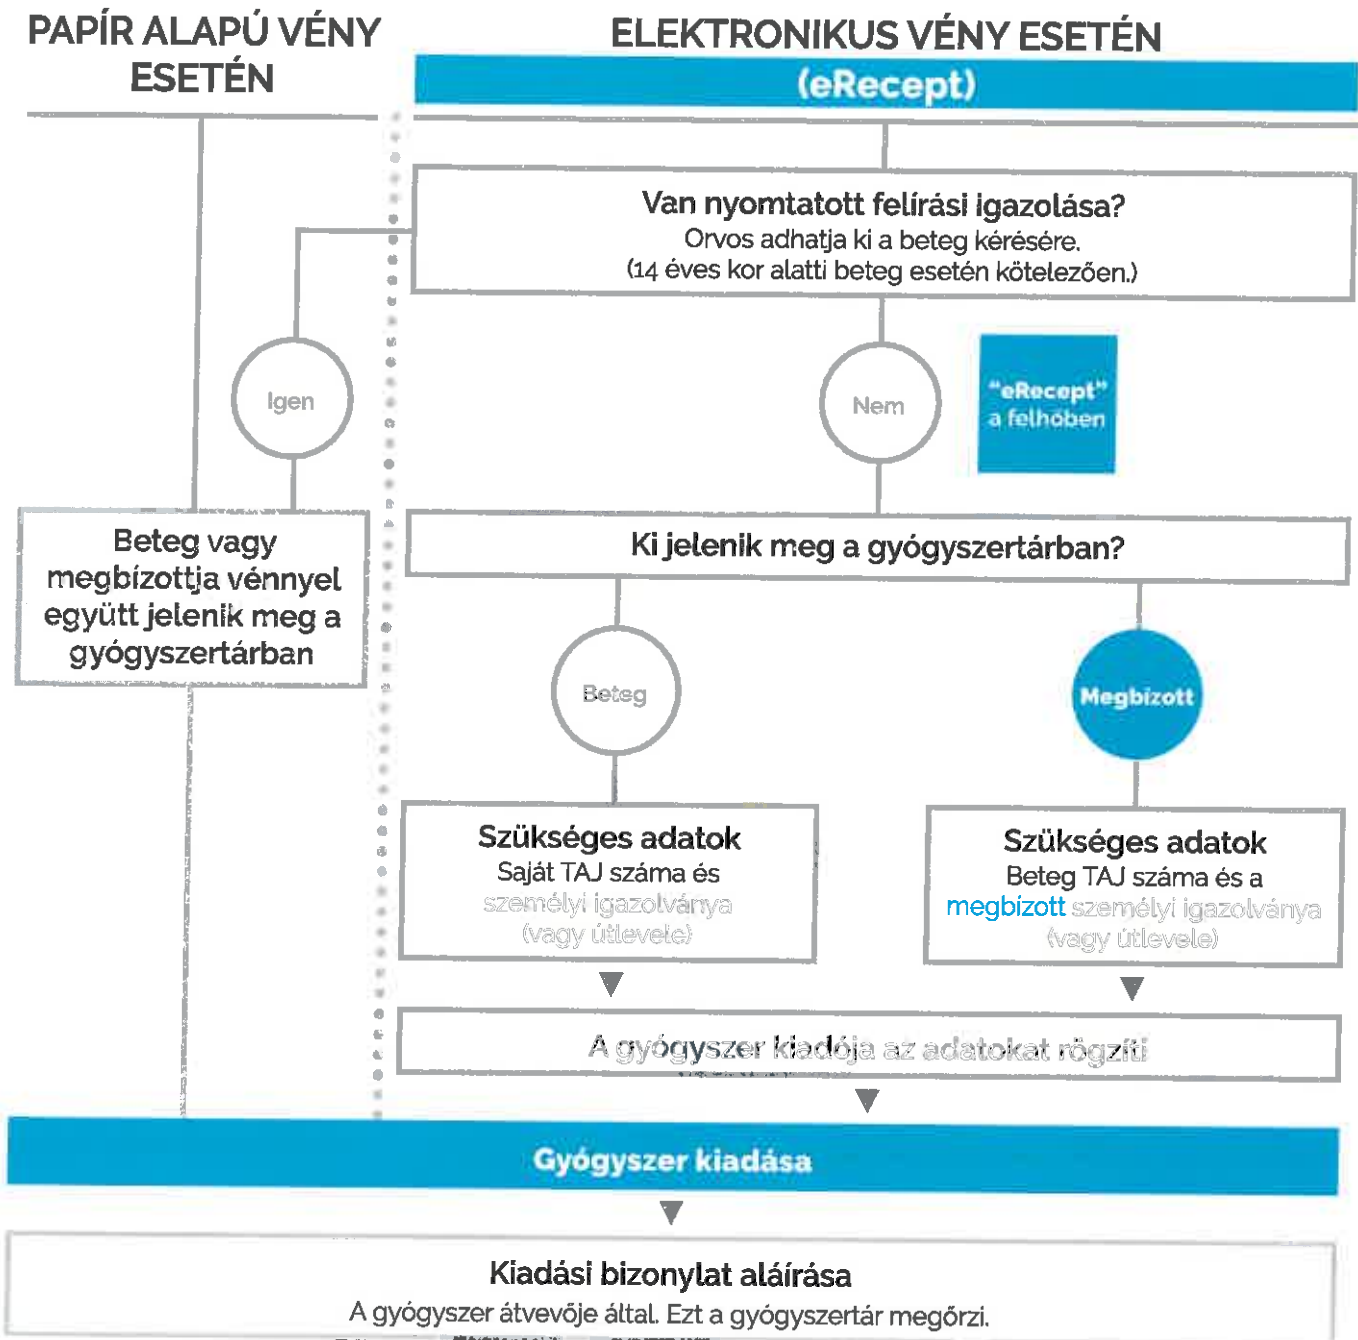 PAPÍR ALAPÚ VÉNY
ESETÉN
ELEKTRONIKUS VÉNY ESETÉN
(eRecept)
Van nyomtatott felírási igazolása?
Orvos adhatja ki a beteg kérésére.
(14 éves kor alatti beteg esetén kötelezően.)
Igen
Nem
"eRecept"
a felhőben
Beteg vagy
megbízottja vénnyel
együtt jelenik meg a
gyógyszertárban
Ki jelenik meg a gyógyszertárban?
Beteg
Megbízott
Szükséges adatok
Saját TAJ száma és
személyi igazolványa
(vagy útlevele)
Szükséges adatok
Beteg TAJ száma és a
megbízott személyi igazolványa
(vagy útlevele)
A gyógyszer kiadója az adatokat rögzíti
Gyógyszer kiadása
Kiadási bizonylat aláírása
A gyógyszer átvevője által. Ezt a gyógyszertár megőrzi.